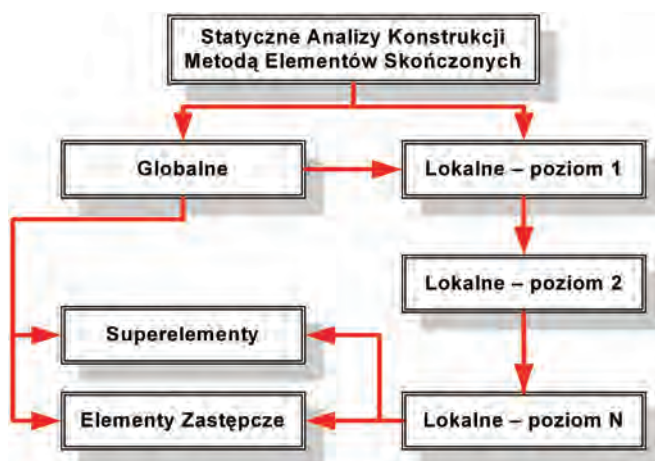 Statyczne Analizy Konstrukcji
Metodą Elementów Skończonych
Globalne
Lokalne – poziom 1
Lokalne – poziom 2
Superelementy
Elementy Zastępcze
Lokalne – poziom N